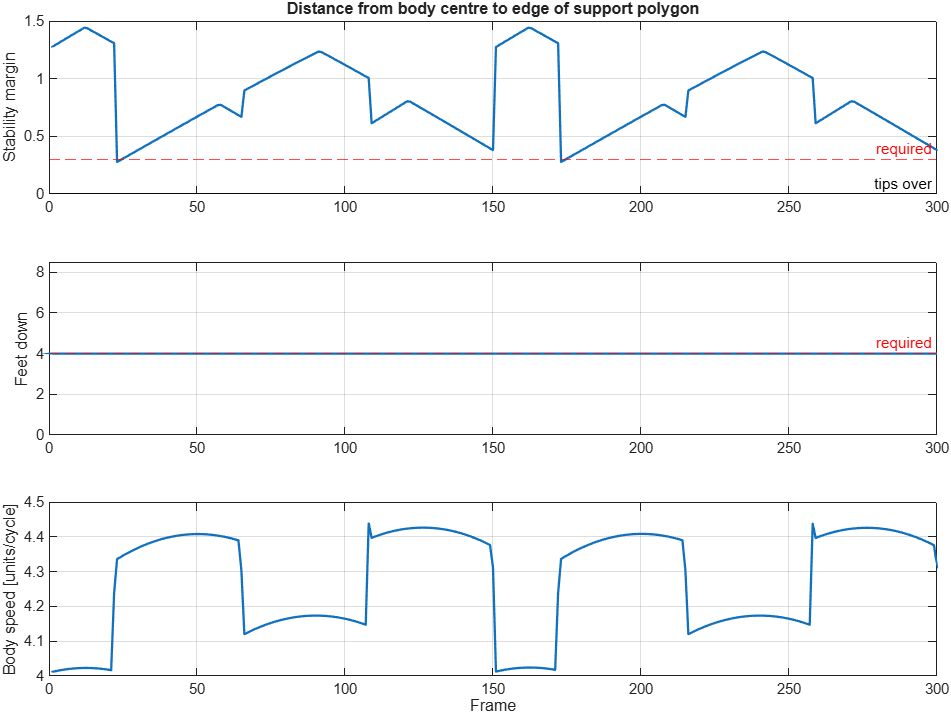 Distance from body centre to edge of support polygon
Stability margin
1.5
1
0.5
0
required
tips over
0 50 100 150 200 250 300
Feet down
8
6
4
2
0
required
0 50 100 150 200 250 300
Body speed [units/cycle]
4.5
4.4
4.3
4.2
4.1
4
0 50 100 150 200 250 300
Frame